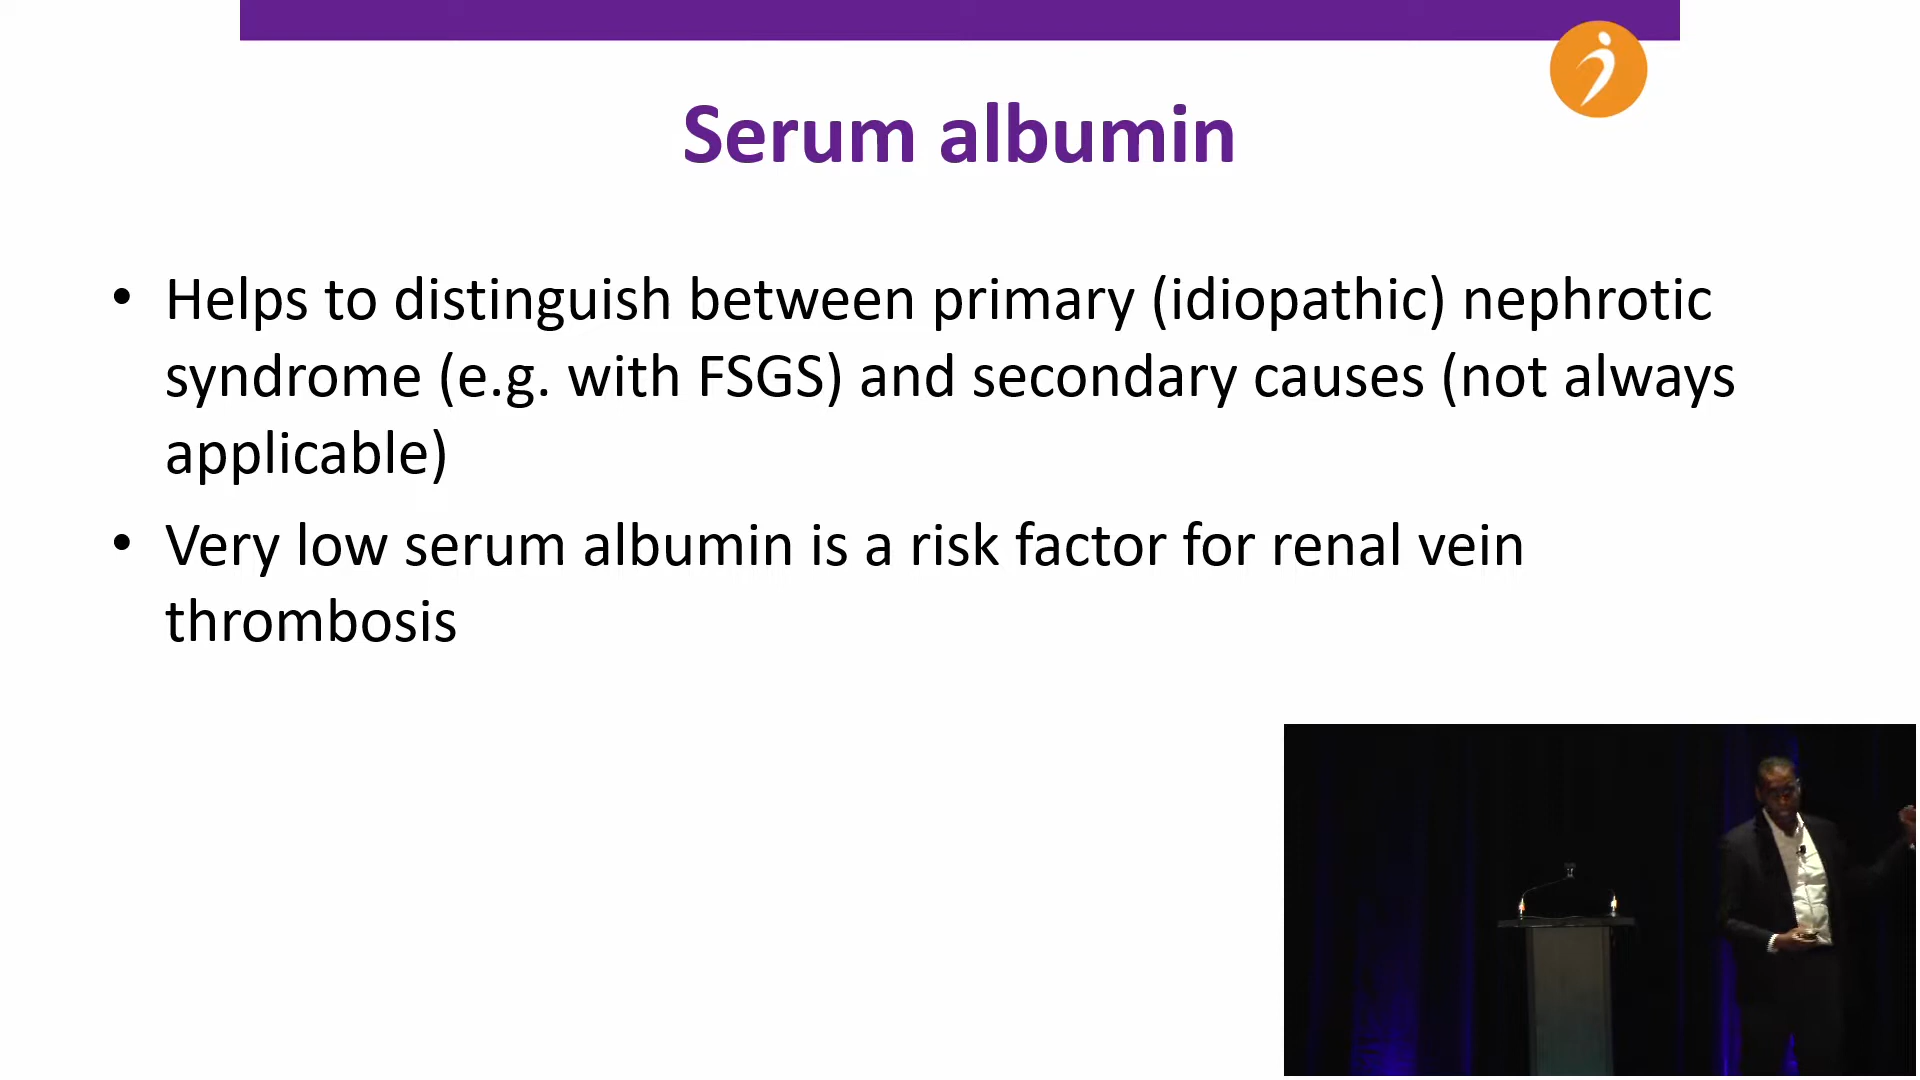 Serum albumin
• Helps to distinguish between primary (idiopathic) nephrotic
syndrome (e.g. with FSGS) and secondary causes (not always
applicable)
• Very low serum albumin is a risk factor for renal vein
thrombosis